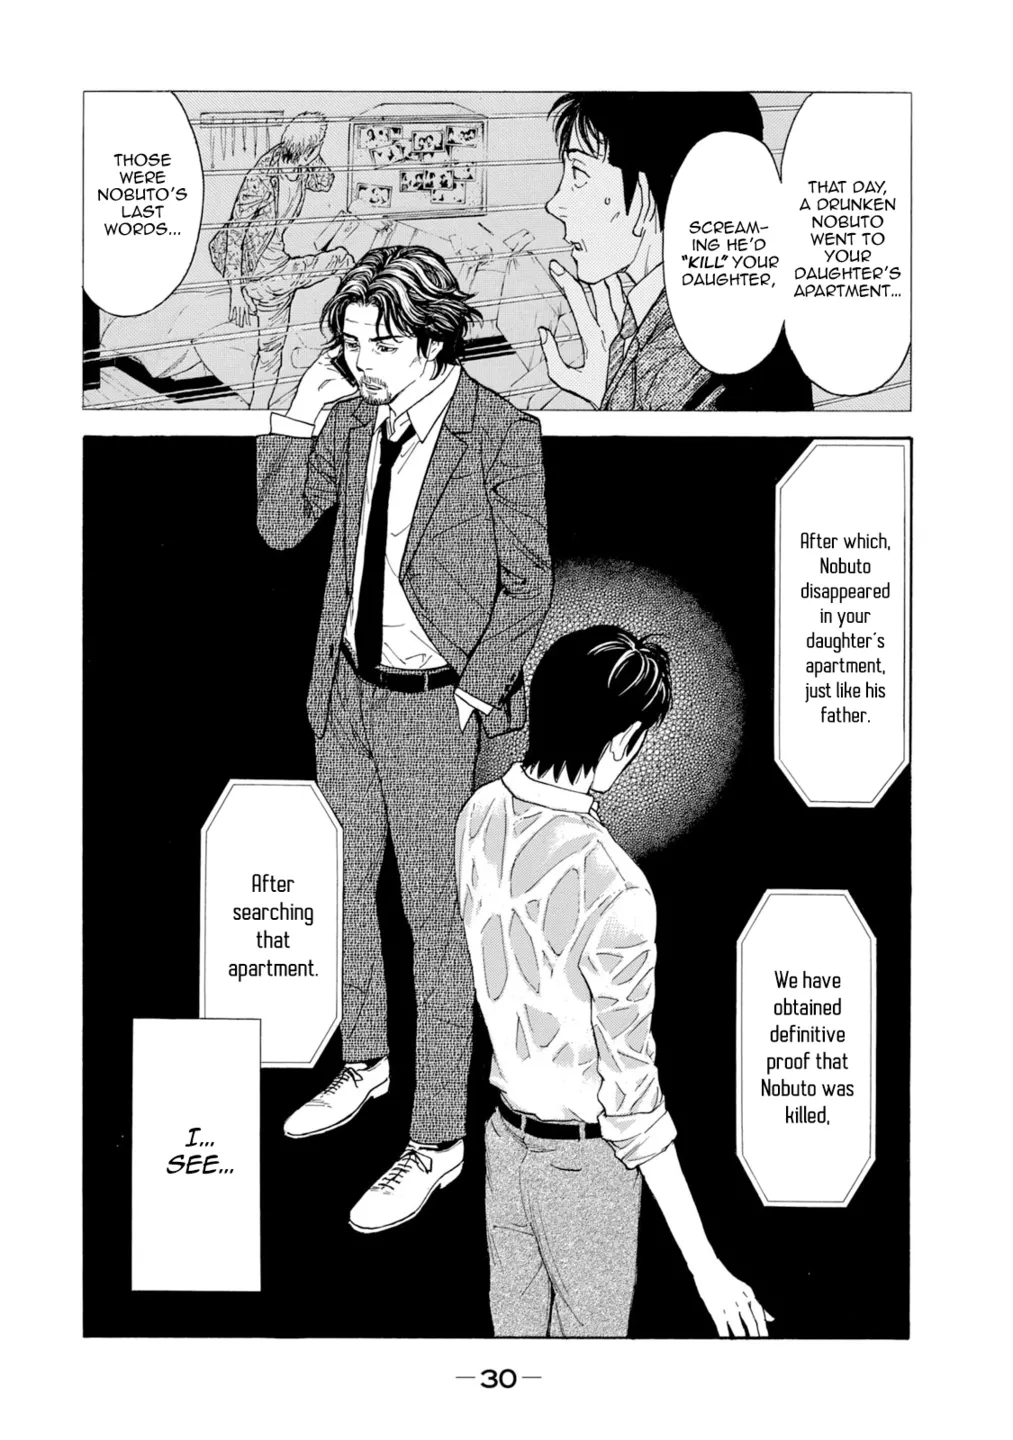 THAT DAY,
A DRUNKEN
NOBUTO
WENT TO
YOUR
DAUGHTER'S
APARTMENT...
SCREAM-
ING HE'D
"KILL" YOUR
DAUGHTER,
THOSE
WERE
NOBUTO'S
LAST
WORDS...
After which,
Nobuto
disappeared
in your
daughter's
apartment,
just like his
father.
After
searching
that
apartment.
We have
obtained
definitive
proof that
Nobuto was
killed,
I...
SEE...
—30—